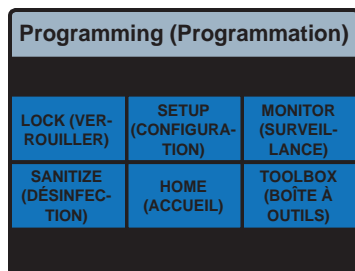 Programming (Programmation)
LOCK (VER-
ROUILLER)
SETUP
(CONFIGURA-
TION)
MONITOR
(SURVEIL-
LANCE)
SANITIZE
(DÉSINFEC-
TION)
HOME
(ACCUEIL)
TOOLBOX
(BOÎTE À
OUTILS)